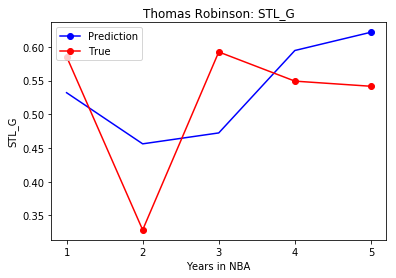 Thomas Robinson: STL_G
Prediction
True
0.60
0.55
0.50
0.45
0.40
0.35
STL_G
1 2 3 4 5
Years in NBA